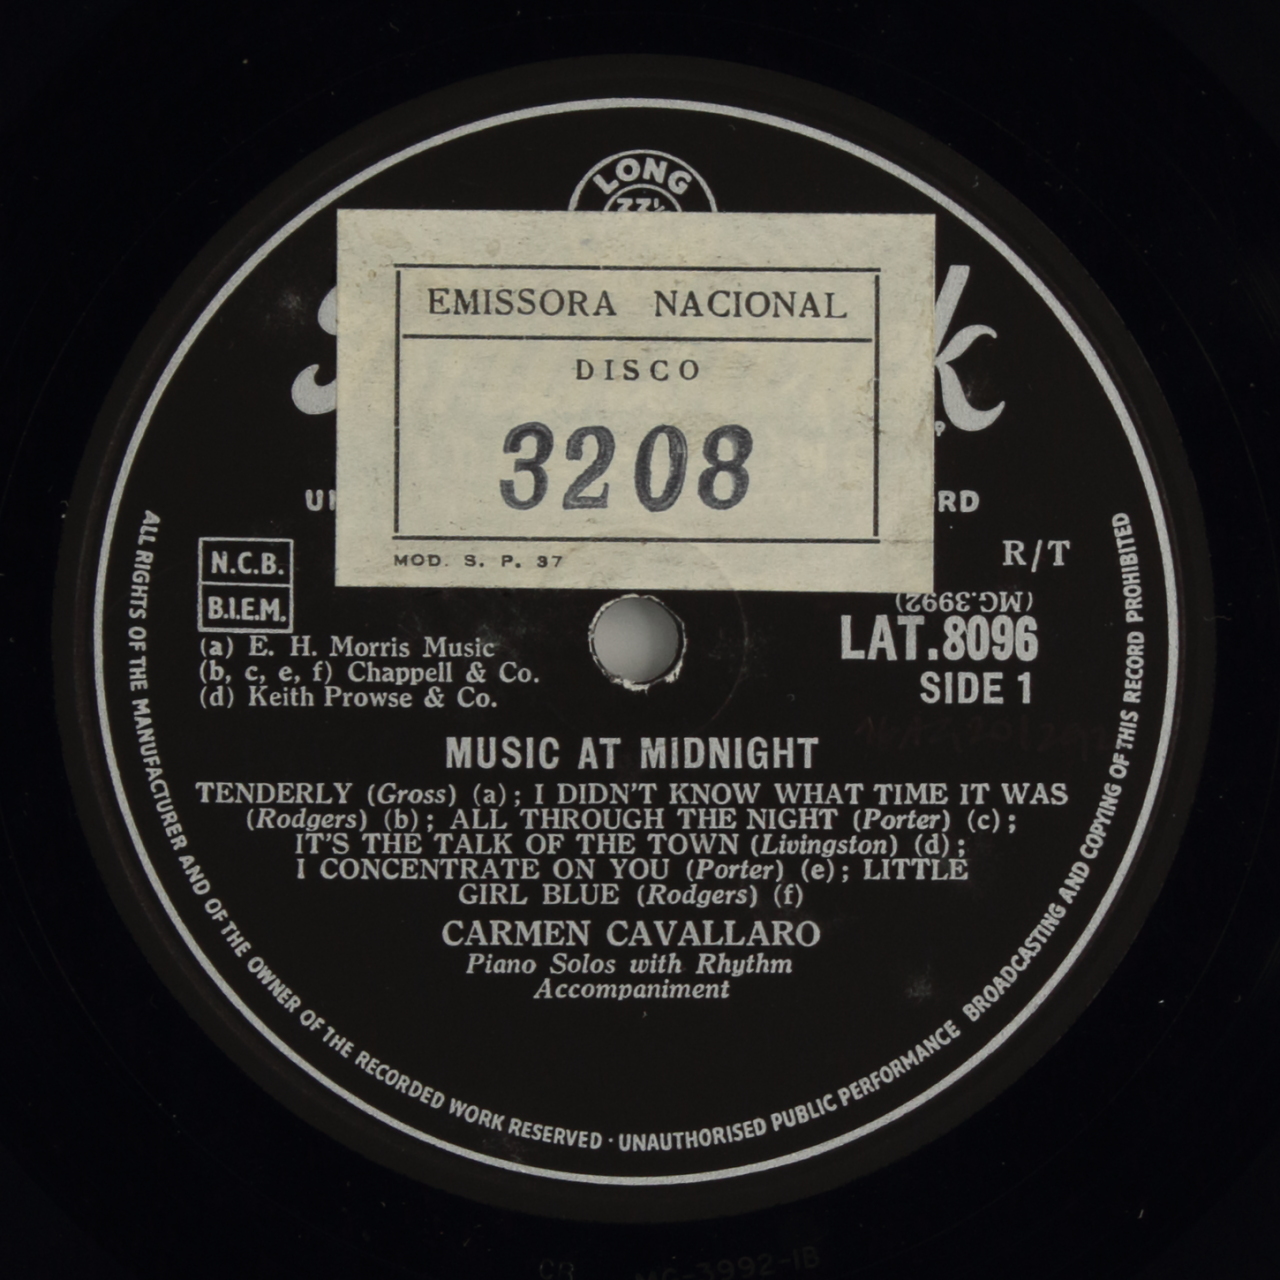 LONG
EMISSORA NACIONAL
DISCO
3208
MOD. S. P. 37
RD
R/T
N.C.B.
B.I.E.M.
(MG.3992)
LAT.8096
SIDE 1
(a) E. H. Morris Music
(b, c, e, f) Chappell & Co.
(d) Keith Prowse & Co.
MUSIC AT MIDNIGHT
TENDERLY (Gross) (a); I DIDN'T KNOW WHAT TIME IT WAS
(Rodgers) (b); ALL THROUGH THE NIGHT (Porter) (c);
IT'S THE TALK OF THE TOWN (Livingston) (d);
I CONCENTRATE ON YOU (Porter) (e); LITTLE
GIRL BLUE (Rodgers) (f)
CARMEN CAVALLARO
Piano Solos with Rhythm
Accompaniment
ALL RIGHTS OF THE MANUFACTURER AND OF THE OWNER OF THE RECORDED WORK RESERVED · UNAUTHORISED PUBLIC PERFORMANCE BROADCASTING AND COPYING OF THIS RECORD PROHIBITED
MG-3992-1B